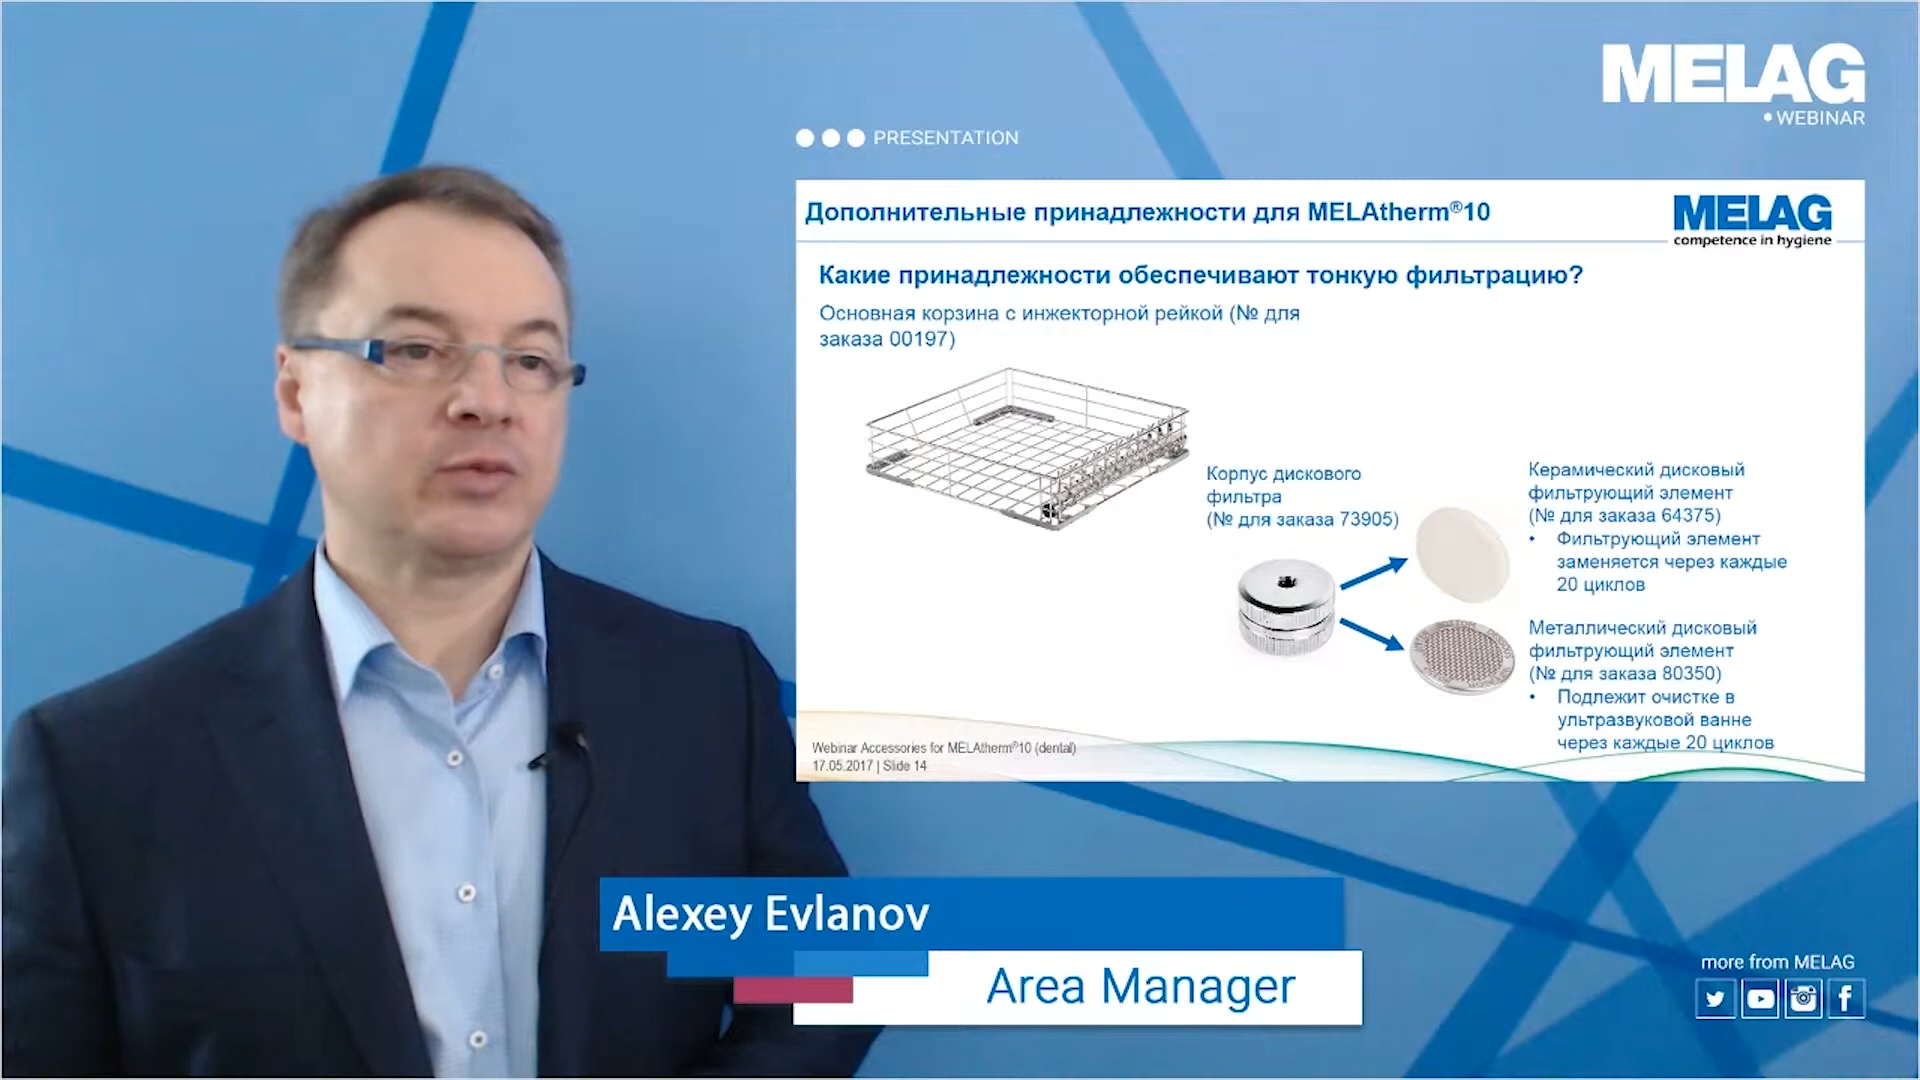 MELAG
• WEBINAR
PRESENTATION
Дополнительные принадлежности для MELAtherm®10
MELAG
competence in hygiene
Какие принадлежности обеспечивают тонкую фильтрацию?
Основная корзина с инжекторной рейкой (№ для
заказа 00197)
Корпус дискового
фильтра
(№ для заказа 73905)
Керамический дисковый
фильтрующий элемент
(№ для заказа 64375)
• Фильтрующий элемент
заменяется через каждые
20 циклов
Металлический дисковый
фильтрующий элемент
(№ для заказа 80350)
• Подлежит очистке в
ультразвуковой ванне
через каждые 20 циклов
Webinar Accessories for MELAtherm®10 (dental)
17.05.2017 | Slide 14
Alexey Evlanov
Area Manager
more from MELAG